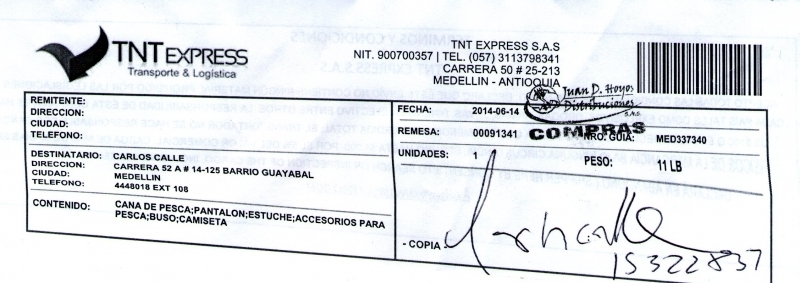 TNT EXPRESS
Transporte & Logística
TNT EXPRESS S.A.S
NIT. 900700357 | TEL. (057) 3113798341
CARRERA 50 # 25-213
MEDELLIN - ANTIOQUIA
Juan D. Hoyos
Distribuciones
S.A.S
COMPRAS
REMITENTE:
DIRECCION:
CIUDAD:
TELEFONO:
FECHA: 2014-06-14
REMESA: 00091341
NRO. GUIA: MED337340
UNIDADES: 1
PESO: 11 LB
DESTINATARIO: CARLOS CALLE
DIRECCION: CARRERA 52 A # 14-125 BARRIO GUAYABAL
CIUDAD: MEDELLIN
TELEFONO: 4448018 EXT 108
CONTENIDO: CANA DE PESCA;PANTALON;ESTUCHE;ACCESORIOS PARA
PESCA;BUSO;CAMISETA
- COPIA -
15322837